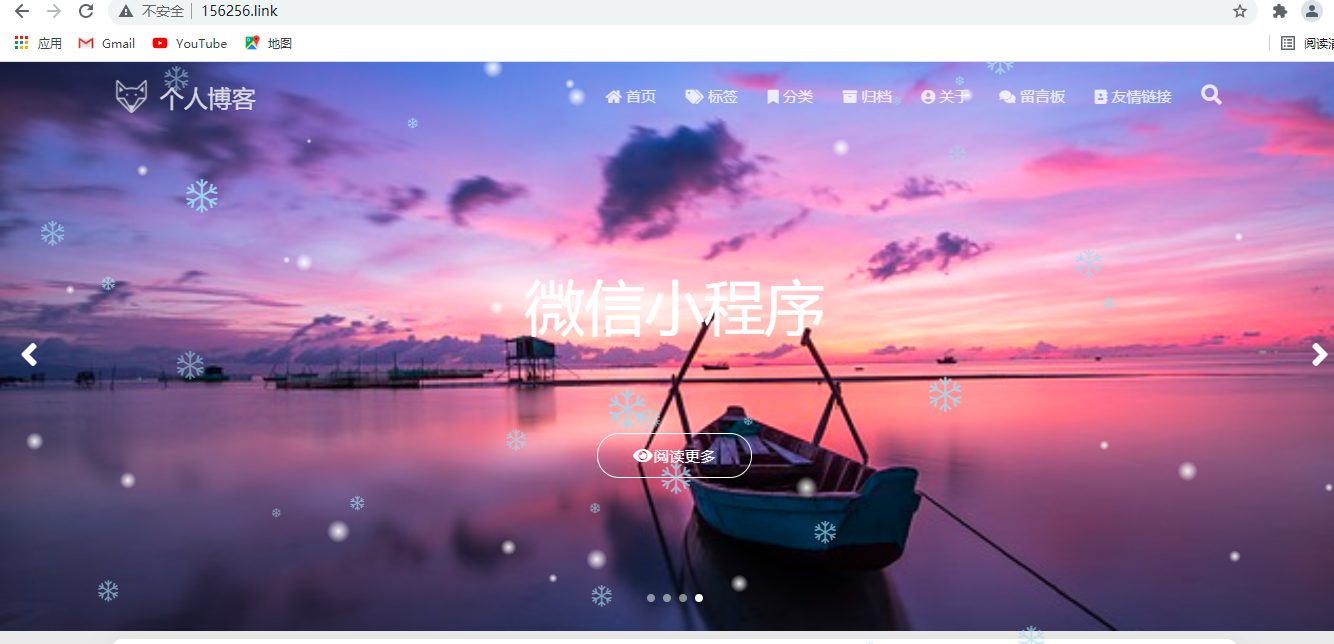 不安全 156256.link
应用 Gmail YouTube 地图 阅读清
个人博客 首页 标签 分类 归档 关于 留言板 友情链接
微信小程序
阅读更多